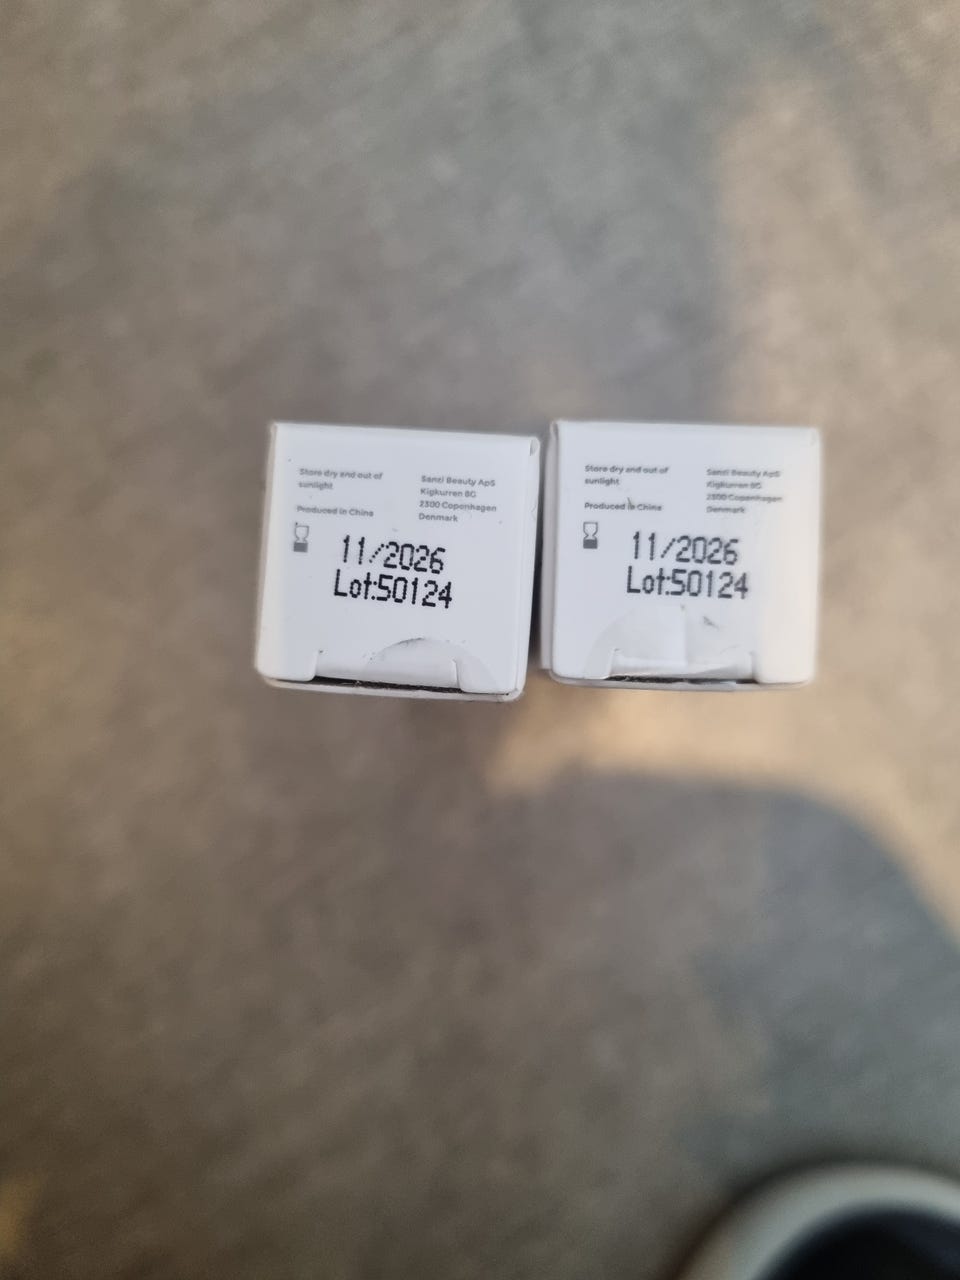 Store dry and out of
sunlight
Produced in China
Sanzi Beauty ApS
Kigkurren 8G
2300 Copenhagen
Denmark
11/2026
Lot:50124
Store dry and out of
sunlight
Produced in China
Sanzi Beauty ApS
Kigkurren 8G
2300 Copenhagen
Denmark
11/2026
Lot:50124